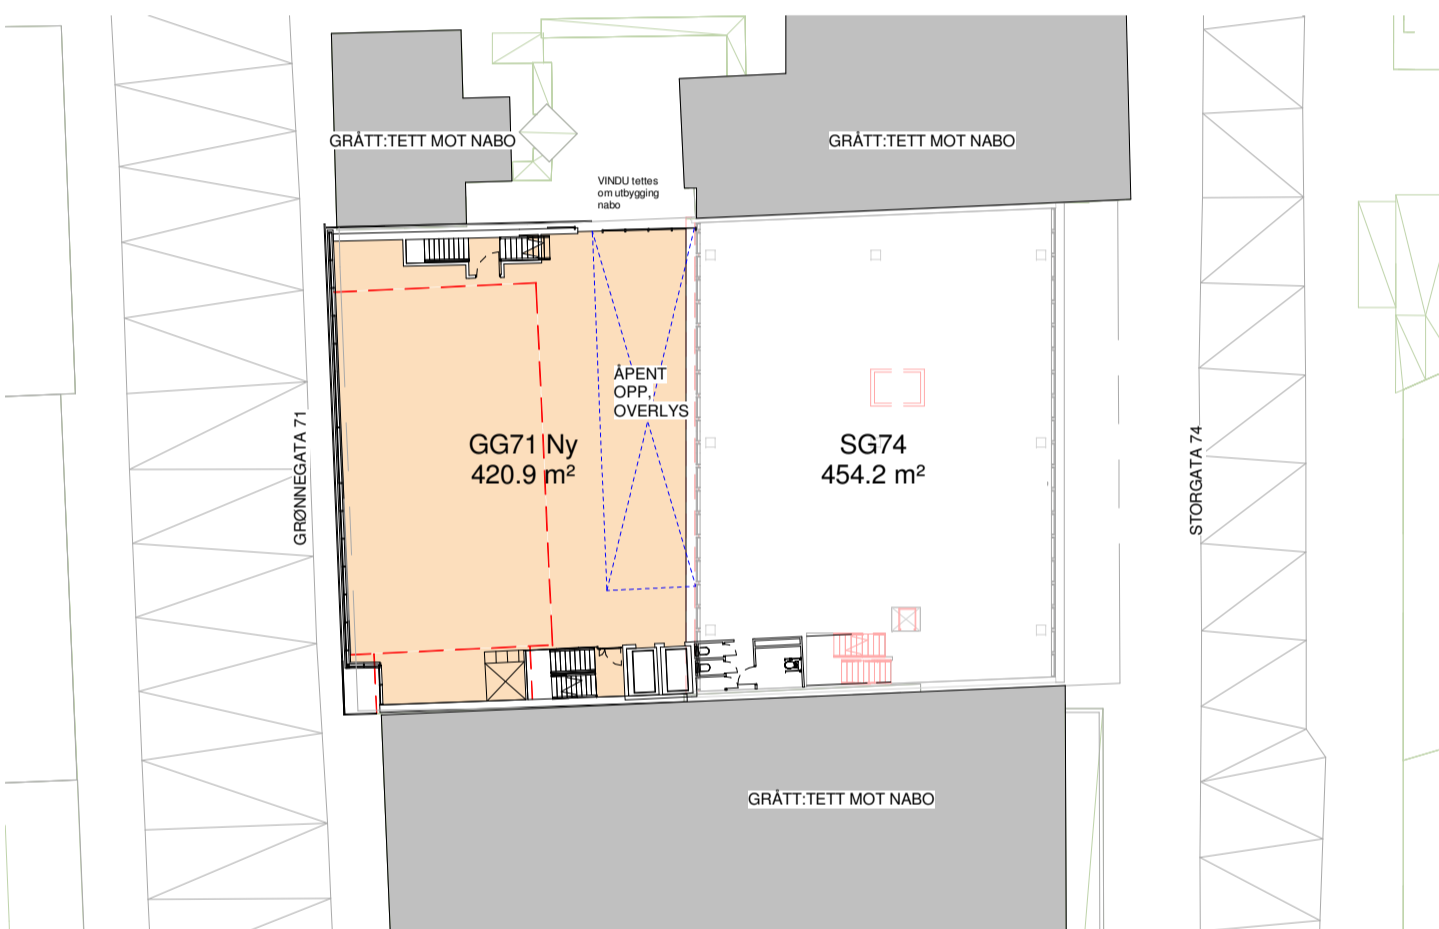 GRÅTT:TETT MOT NABO
GRÅTT:TETT MOT NABO
VINDU tettes
om utbygging
nabo
ÅPENT
OPP,
OVERLYS
GRØNNEGATA 71
GG71 Ny
420.9 m²
SG74
454.2 m²
STORGATA 74
GRÅTT:TETT MOT NABO